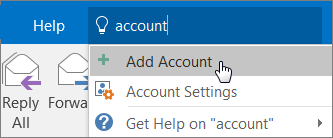 Help account
Add Account
Account Settings
Get Help on "account"
Reply
All
Forwa